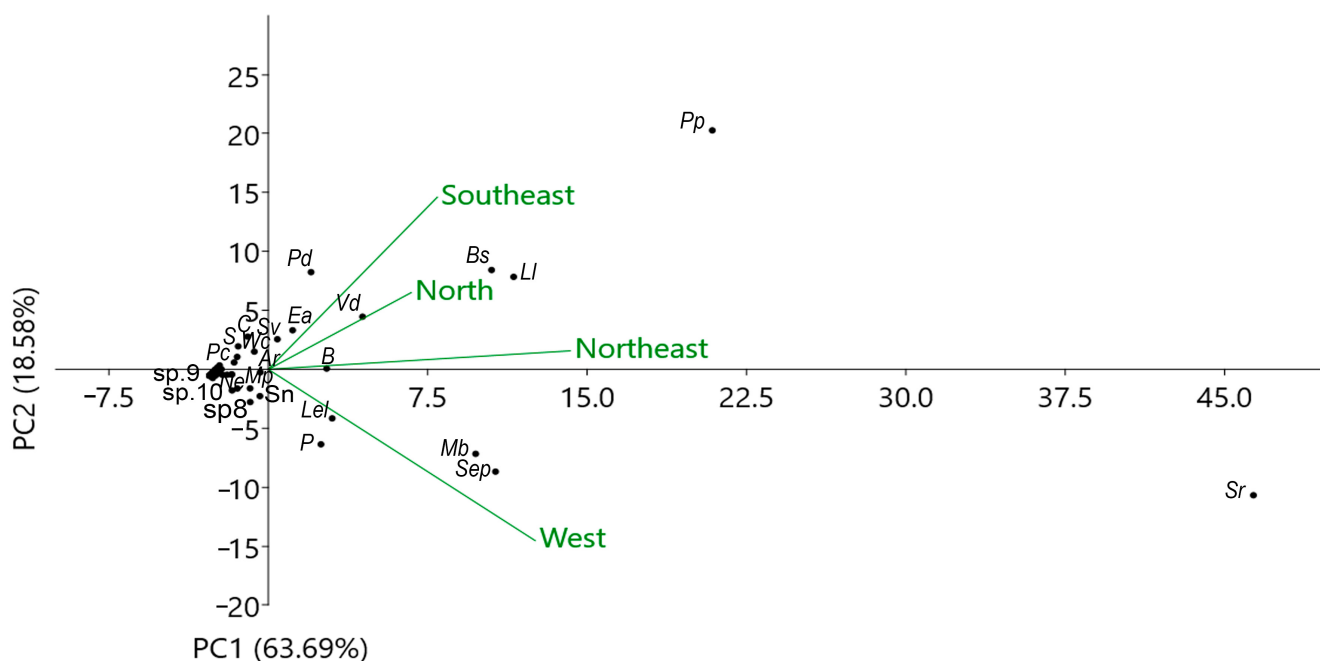 25
20
Pp
15
Southeast
10
Pd
Bs
Ll
North
5
Vd
Ea
C
Sv
S
Wc
Northeast
Pc
Ar
B
sp.9
Ne
Mp
sp.10
Sn
−7.5
7.5
15.0
22.5
30.0
37.5
45.0
sp8
Lel
−5
P
Mb
Sep
−10
Sr
West
−15
−20
PC2 (18.58%)
PC1 (63.69%)